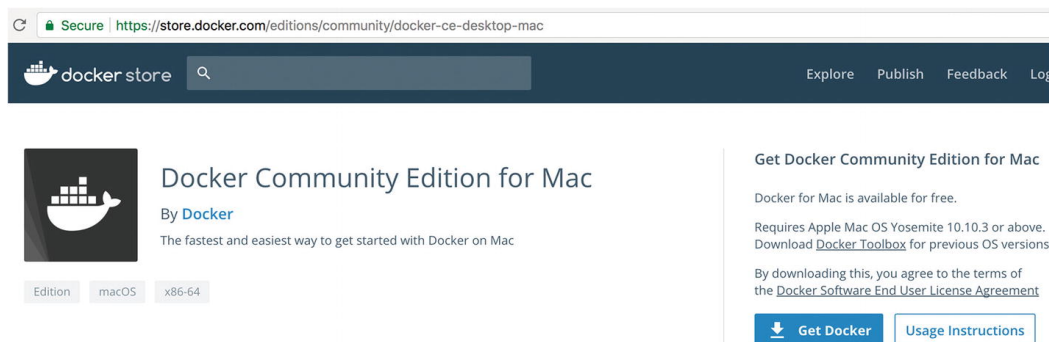 Secure https://store.docker.com/editions/community/docker-ce-desktop-mac
docker store
Explore Publish Feedback
Docker Community Edition for Mac
By Docker
The fastest and easiest way to get started with Docker on Mac
Edition macOS x86-64
Get Docker Community Edition for Mac
Docker for Mac is available for free.
Requires Apple Mac OS Yosemite 10.10.3 or above.
Download Docker Toolbox for previous OS versions
By downloading this, you agree to the terms of
the Docker Software End User License Agreement
Get Docker Usage Instructions